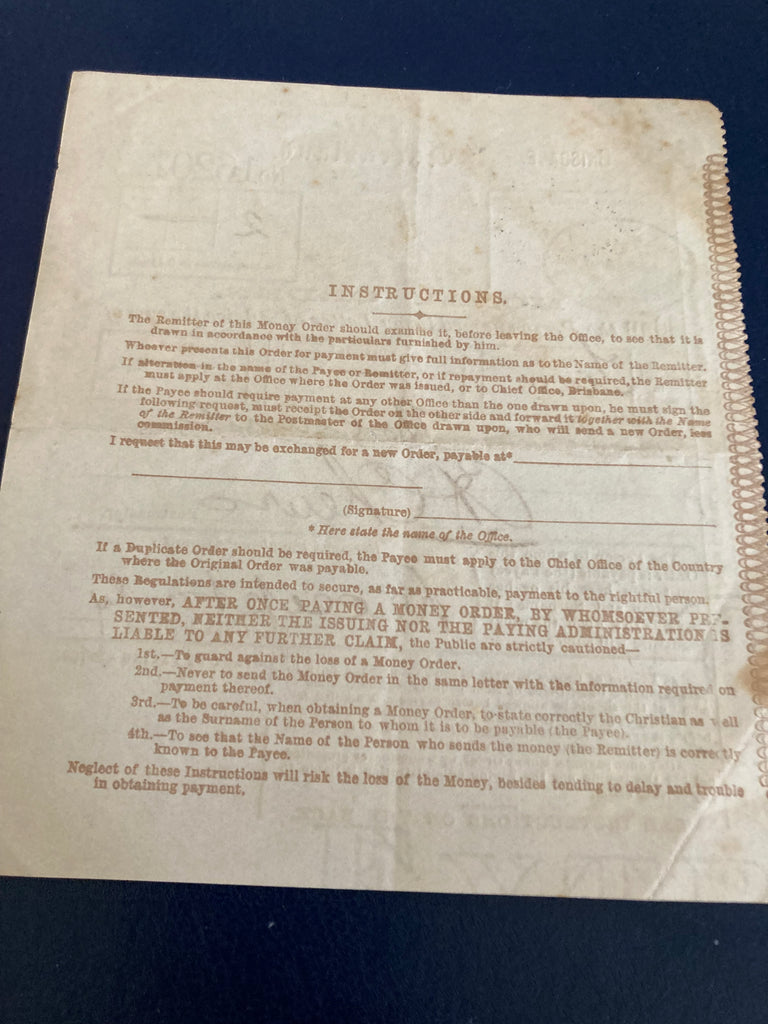 INSTRUCTIONS.
The Remitter of this Money Order should examine it, before leaving the Office, to see that it is
drawn in accordance with the particulars furnished by him.
Whoever presents this Order for payment must give full information as to the Name of the Remitter.
If alteration in the name of the Payee or Remitter, or if repayment should be required, the Remitter
must apply at the Office where the Order was issued, or to Chief Office, Brisbane.
If the Payee should require payment at any other Office than the one drawn upon, he must sign the
following request, must receipt the Order on the other side and forward it together with the Name
of the Remitter to the Postmaster of the Office drawn upon, who will send a new Order, less
commission.
I request that this may be exchanged for a new Order, payable at*
(Signature)
* Here state the name of the Office.
If a Duplicate Order should be required, the Payee must apply to the Chief Office of the Country
where the Original Order was payable.
These Regulations are intended to secure, as far as practicable, payment to the rightful person.
As, however, AFTER ONCE PAYING A MONEY ORDER, BY WHOMSOEVER PRE-
SENTED, NEITHER THE ISSUING NOR THE PAYING ADMINISTRATION IS
LIABLE TO ANY FURTHER CLAIM, the Public are strictly cautioned—
1st.—To guard against the loss of a Money Order.
2nd.—Never to send the Money Order in the same letter with the information required on
payment thereof.
3rd.—To be careful, when obtaining a Money Order, to state correctly the Christian as well
as the Surname of the Person to whom it is to be payable (the Payee).
4th.—To see that the Name of the Person who sends the money (the Remitter) is correctly
known to the Payee.
Neglect of these Instructions will risk the loss of the Money, besides tending to delay and trouble
in obtaining payment.